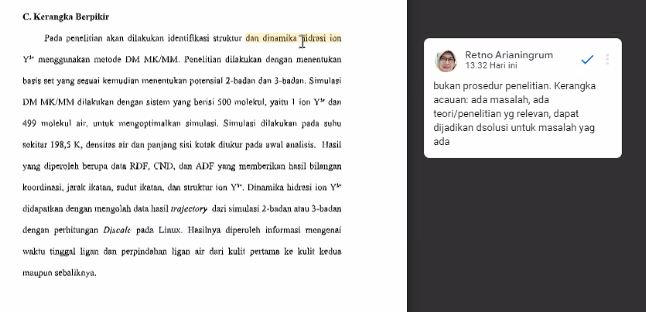 C. Kerangka Berpikir
Pada penelitian akan dilakukan identifikasi struktur dan dinamika hidrasi ion
Y³⁺ menggunakan metode DM MK/MM. Penelitian dilakukan dengan menentukan
basis set yang sesuai kemudian menentukan potensial 2-badan dan 3-badan. Simulasi
DM MK/MM dilakukan dengan sistem yang berisi 500 molekul, yaitu 1 ion Y³⁺ dan
499 molekul air, untuk mengoptimalkan simulasi. Simulasi dilakukan pada suhu
sekitar 198,5 K, densitas air dan panjang sisi kotak diukur pada awal analisis. Hasil
yang diperoleh berupa data RDF, CND, dan ADF yang memberikan hasil bilangan
koordinasi, jarak ikatan, sudut ikatan, dan struktur ion Y³⁺. Dinamika hidrasi ion Y³⁺
didapatkan dengan mengolah data hasil trajectory dari simulasi 2-badan atau 3-badan
dengan perhitungan Discalc pada Linux. Hasilnya diperoleh informasi mengenai
waktu tinggal ligan dan perpindahan ligan air dari kulit pertama ke kulit kedua
maupun sebaliknya.
Retno Arianingrum
13.32 Hari ini
bukan prosedur penelitian. Kerangka
acauan: ada masalah, ada
teori/penelitian yg relevan, dapat
dijadikan dsolusi untuk masalah yag
ada